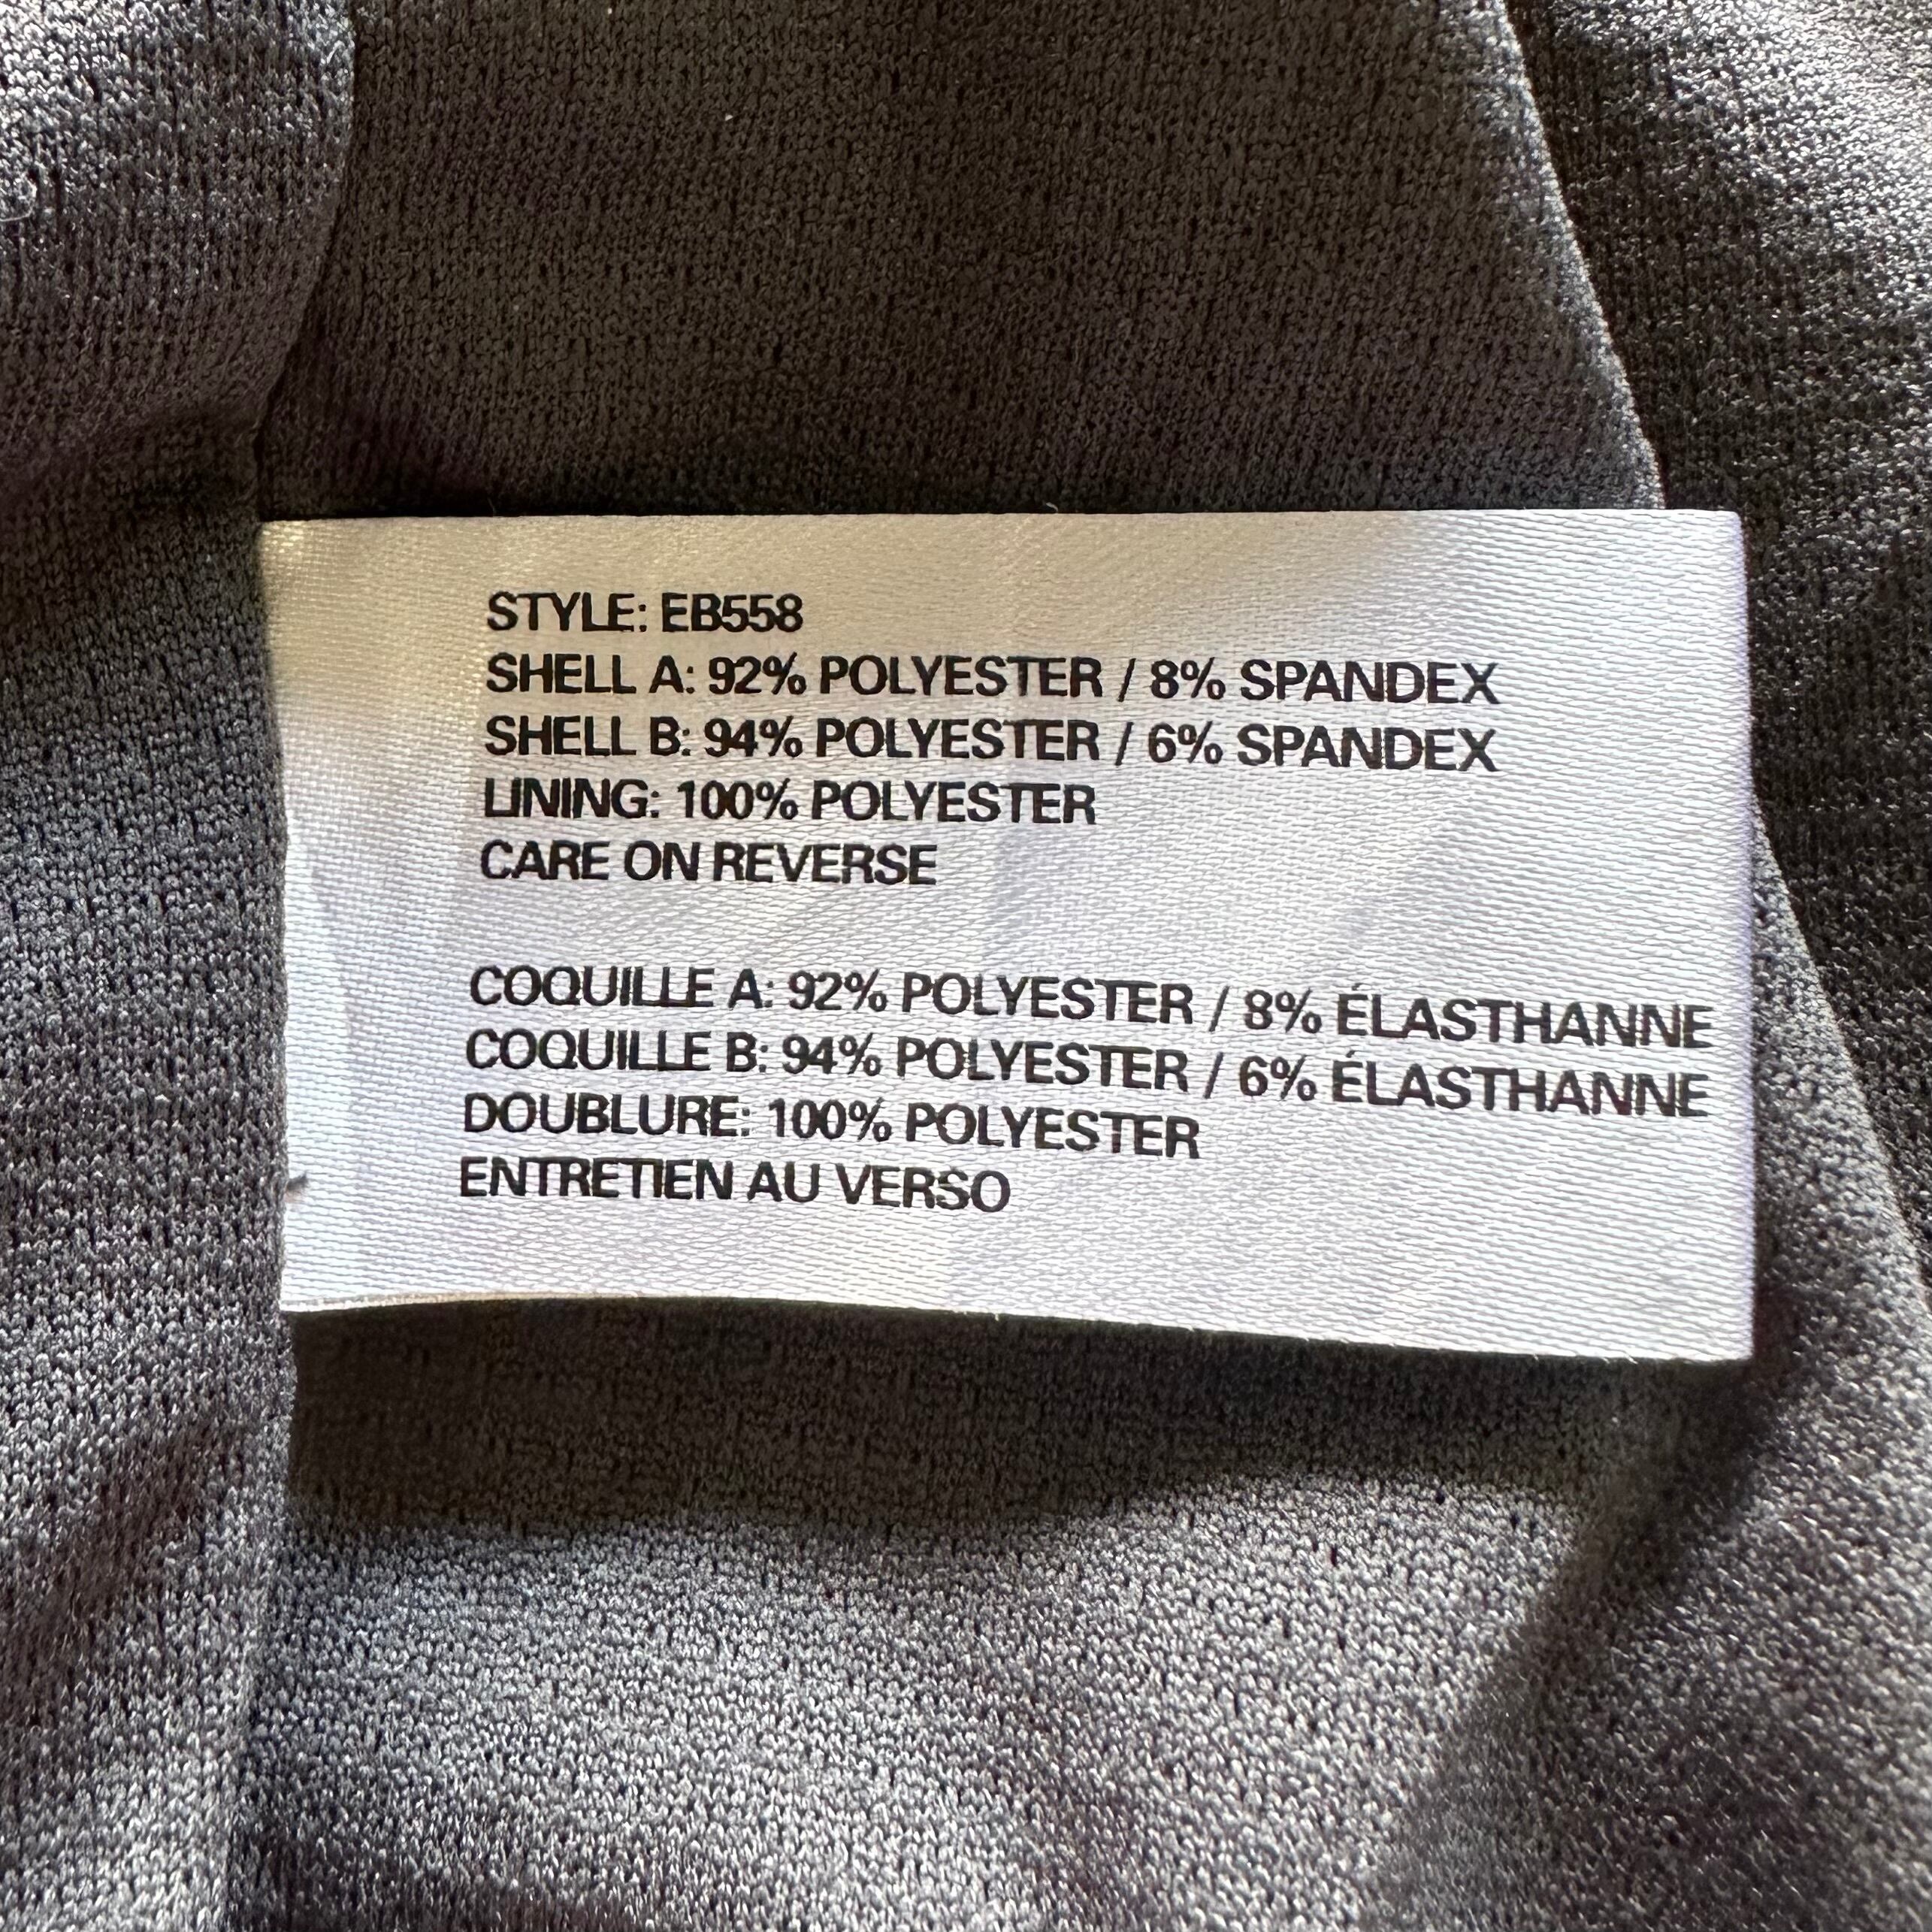 STYLE: EB558
SHELL A: 92% POLYESTER / 8% SPANDEX
SHELL B: 94% POLYESTER / 6% SPANDEX
LINING: 100% POLYESTER
CARE ON REVERSE
COQUILLE A: 92% POLYESTER / 8% ÉLASTHANNE
COQUILLE B: 94% POLYESTER / 6% ÉLASTHANNE
DOUBLURE: 100% POLYESTER
ENTRETIEN AU VERSO